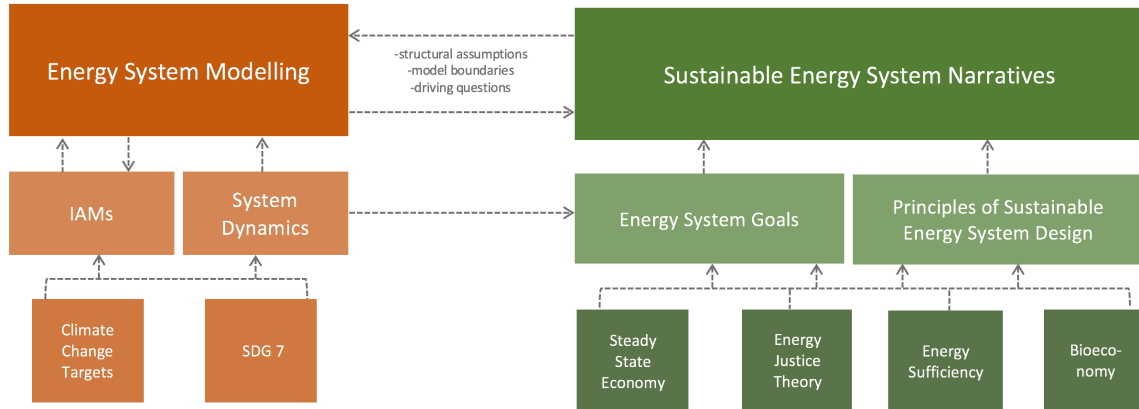 Energy System Modelling
-structural assumptions
-model boundaries
-driving questions
Sustainable Energy System Narratives
IAMs
System
Dynamics
Energy System Goals
Principles of Sustainable
Energy System Design
Climate
Change
Targets
SDG 7
Steady
State
Economy
Energy
Justice
Theory
Energy
Sufficiency
Bioeco-
nomy